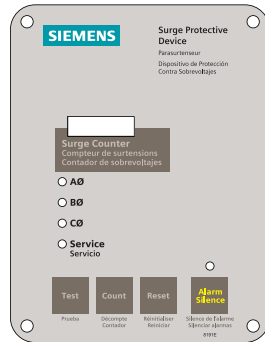 SIEMENS
Surge Protective
Device
Parasurtenseur
Dispositivo de Protección
Contra Sobrevoltajes
Surge Counter
Compteur de surtensions
Contador de sobrevoltajes
AØ
BØ
CØ
Service
Servicio
Test
Count
Reset
Alarm
Silence
Prueba
Décompte
Contador
Réinitialiser
Reiniciar
Silence de l'alarme
Silenciar alarmas
8191E